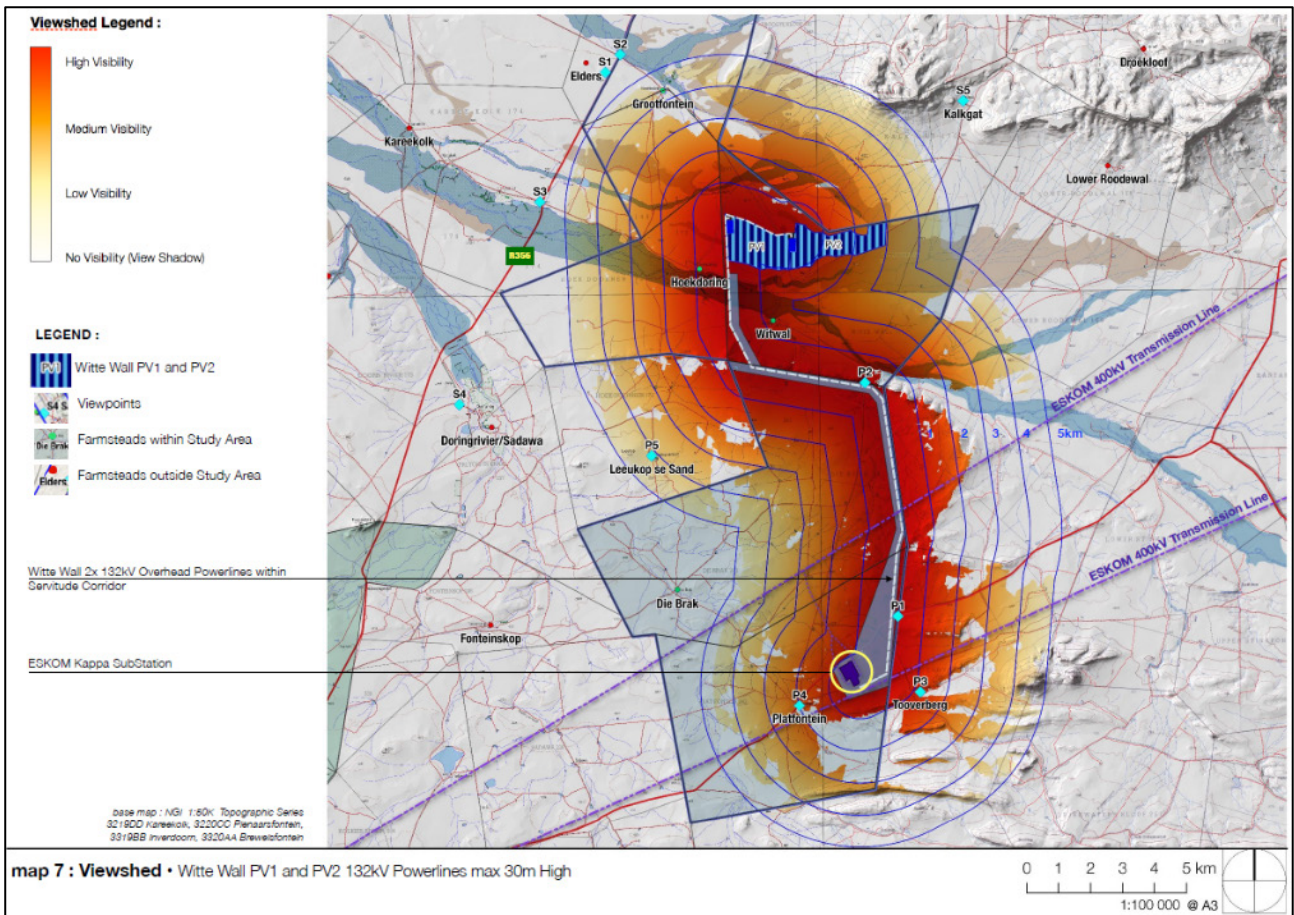 Viewshed Legend :
High Visibility
Medium Visibility
Low Visibility
No Visibility (View Shadow)
LEGEND :
PV1
Witte Wall PV1 and PV2
S4 S
Viewpoints
Die Brak
Farmsteads within Study Area
Elders
Farmsteads outside Study Area
Witte Wall 2x 132kV Overhead Powerlines within
Servitude Corridor
ESKOM Kappa SubStation
base map : NGI 1:50K Topographic Series
3219DD Kareekolk, 3220CC Pienaarsfontein,
3319BB Inverdoorn, 3320AA Brewelsfontein
S2
S1
Elders
Grootfontein
Kareekolk
S3
R356
S5
Kalkgat
Droekloof
Lower Roodewal
PV1
PV2
Hoekdoring
Witwal
P2
S4
Doringrivier/Sadawa
P5
Leeukop se Sand
ESKOM 400kV Transmission Line
1 2 3 4 5km
ESKOM 400kV Transmission Line
Die Brak
Fonteinskop
P1
P3
Tooverberg
P4
Platfontein
map 7 : Viewshed • Witte Wall PV1 and PV2 132kV Powerlines max 30m High
0 1 2 3 4 5 km
1:100 000 @ A3